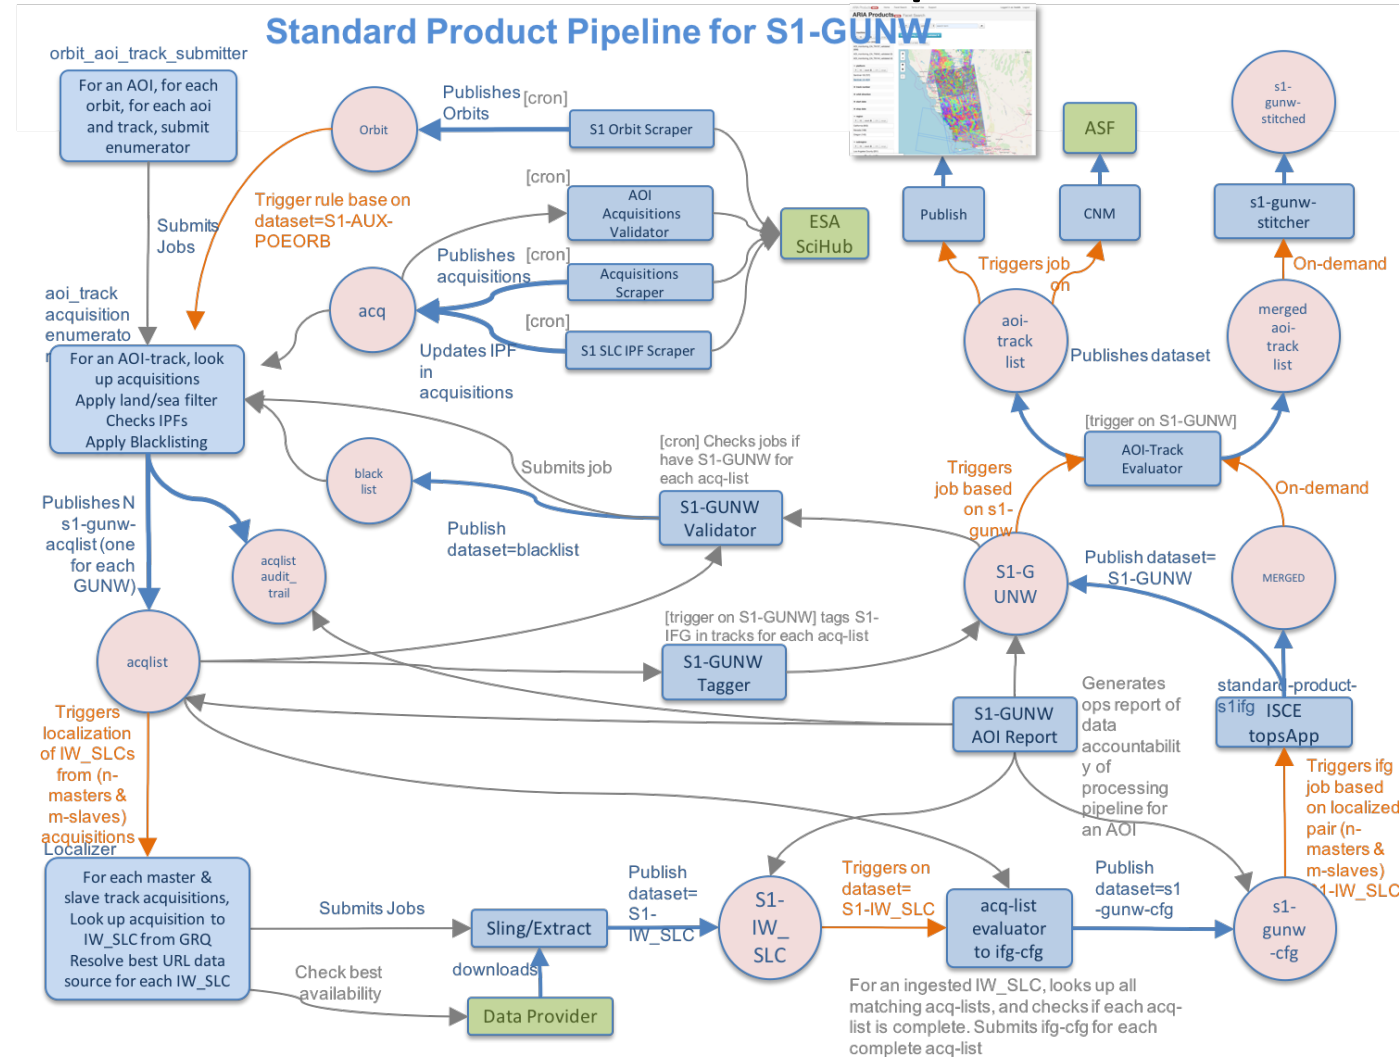 Standard Product Pipeline for S1-GUNW
ARIA Products
orbit_aoi_track_submitter
For an AOI, for each
orbit, for each aoi
and track, submit
enumerator
Submits
Jobs
Orbit
Publishes
Orbits
[cron]
S1 Orbit Scraper
Trigger rule base on
dataset=S1-AUX-
POEORB
[cron]
AOI
Acquisitions
Validator
ESA
SciHub
acq
Publishes
acquisitions
[cron]
Acquisitions
Scraper
[cron]
S1 SLC IPF Scraper
Updates IPF
in
acquisitions
Publish
ASF
CNM
s1-
gunw-
stitched
s1-gunw-
stitcher
Triggers job
on
On-demand
aoi-
track
list
merged
aoi-
track
list
Publishes dataset
aoi_track
acquisition
enumerato
r
For an AOI-track, look
up acquisitions
Apply land/sea filter
Checks IPFs
Apply Blacklisting
[trigger on S1-GUNW]
AOI-Track
Evaluator
On-demand
Triggers
job based
on s1-
gunw
black
list
Submits job
[cron] Checks jobs if
have S1-GUNW for
each acq-list
S1-GUNW
Validator
Publish
dataset=blacklist
Publishes N
s1-gunw-
acqlist (one
for each
GUNW)
acqlist
audit_
trail
S1-G
UNW
Publish dataset=
S1-GUNW
MERGED
acqlist
[trigger on S1-GUNW] tags S1-
IFG in tracks for each acq-list
S1-GUNW
Tagger
S1-GUNW
AOI Report
Generates
ops report of
data
accountabilit
y of
processing
pipeline for
an AOI
standard-product-
s1ifg
ISCE
topsApp
Triggers
localization
of IW_SLCs
from (n-
masters &
m-slaves)
acquisitions
Triggers ifg
job based
on localized
pair (n-
masters &
m-slaves)
S1-IW_SLC
Localizer
For each master &
slave track acquisitions,
Look up acquisition to
IW_SLC from GRQ
Resolve best URL data
source for each IW_SLC
Submits Jobs
Sling/Extract
Check best
availability
downloads
Data Provider
Publish
dataset=
S1-
IW_SLC
S1-
IW_
SLC
Triggers on
dataset=
S1-IW_SLC
acq-list
evaluator
to ifg-cfg
Publish
dataset=s1
-gunw-cfg
s1-
gunw
-cfg
For an ingested IW_SLC, looks up all
matching acq-lists, and checks if each acq-
list is complete. Submits ifg-cfg for each
complete acq-list